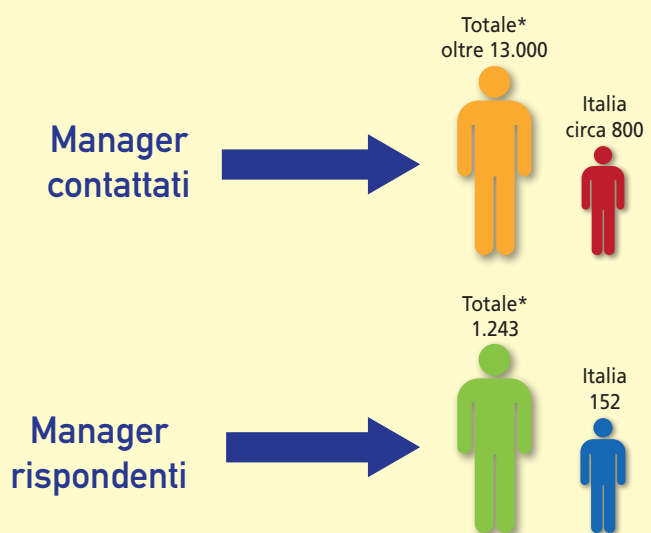 Totale*
oltre 13.000
Italia
circa 800
Manager
contattati
Totale*
1.243
Italia
152
Manager
rispondenti